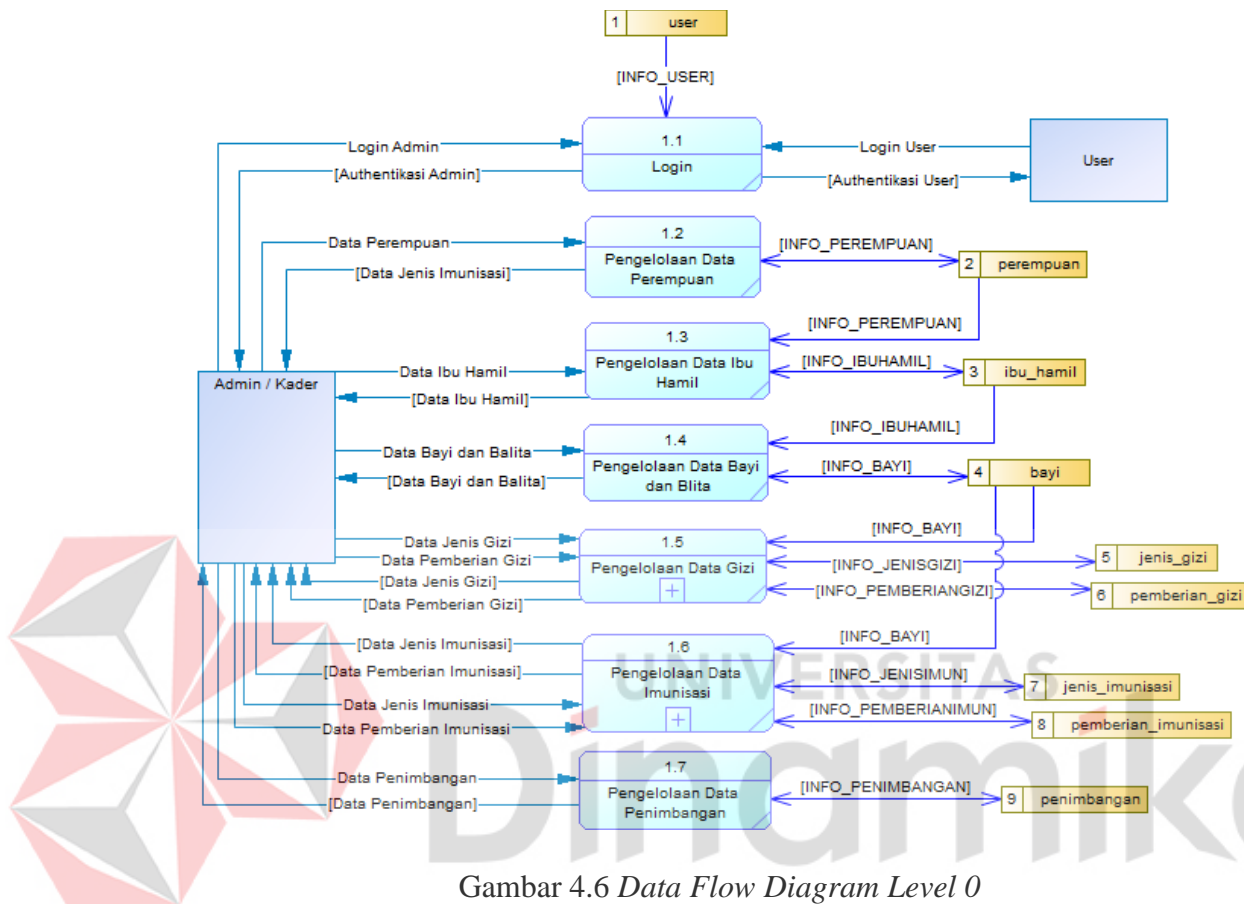 1 user
[INFO_USER]
1.1
Login
Login Admin
[Authentikasi Admin]
Login User
[Authentikasi User]
User
1.2
Pengelolaan Data
Perempuan
Data Perempuan
[Data Jenis Imunisasi]
[INFO_PEREMPUAN]
2 perempuan
[INFO_PEREMPUAN]
1.3
Pengelolaan Data Ibu
Hamil
Admin / Kader
Data Ibu Hamil
[Data Ibu Hamil]
[INFO_IBUHAMIL]
3 ibu_hamil
[INFO_IBUHAMIL]
1.4
Pengelolaan Data Bayi
dan Blita
Data Bayi dan Balita
[Data Bayi dan Balita]
[INFO_BAYI]
4 bayi
[INFO_BAYI]
1.5
Pengelolaan Data Gizi
+
Data Jenis Gizi
Data Pemberian Gizi
[Data Jenis Gizi]
[Data Pemberian Gizi]
[INFO_JENISGIZI]
5 jenis_gizi
[INFO_PEMBERIANGIZI]
6 pemberian_gizi
[INFO_BAYI]
1.6
Pengelolaan Data
Imunisasi
+
[Data Jenis Imunisasi]
[Data Pemberian Imunisasi]
Data Jenis Imunisasi
Data Pemberian Imunisasi
[INFO_JENISIMUN]
7 jenis_imunisasi
[INFO_PEMBERIANIMUN]
8 pemberian_imunisasi
1.7
Pengelolaan Data
Penimbangan
Data Penimbangan
[Data Penimbangan]
[INFO_PENIMBANGAN]
9 penimbangan
UNIVERSITAS
Dinamika
Gambar 4.6 Data Flow Diagram Level 0